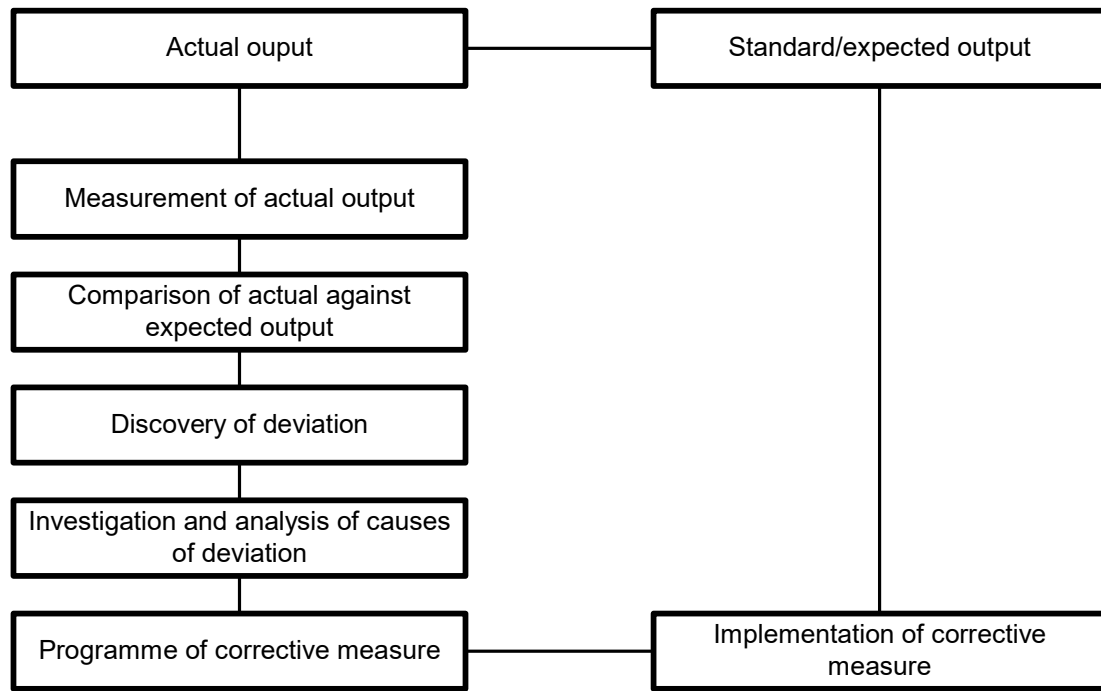 Actual ouput
Standard/expected output
Measurement of actual output
Comparison of actual against
expected output
Discovery of deviation
Investigation and analysis of causes
of deviation
Programme of corrective measure
Implementation of corrective
measure